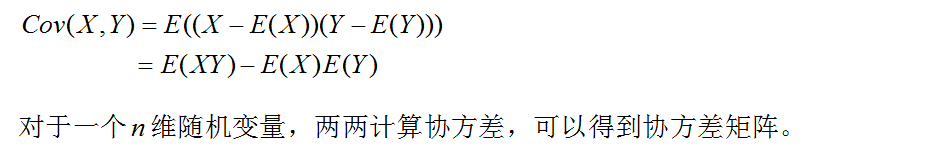 Cov(X,Y) = E((X − E(X))(Y − E(Y)))
= E(XY) − E(X)E(Y)
对于一个n维随机变量，两两计算协方差，可以得到协方差矩阵。